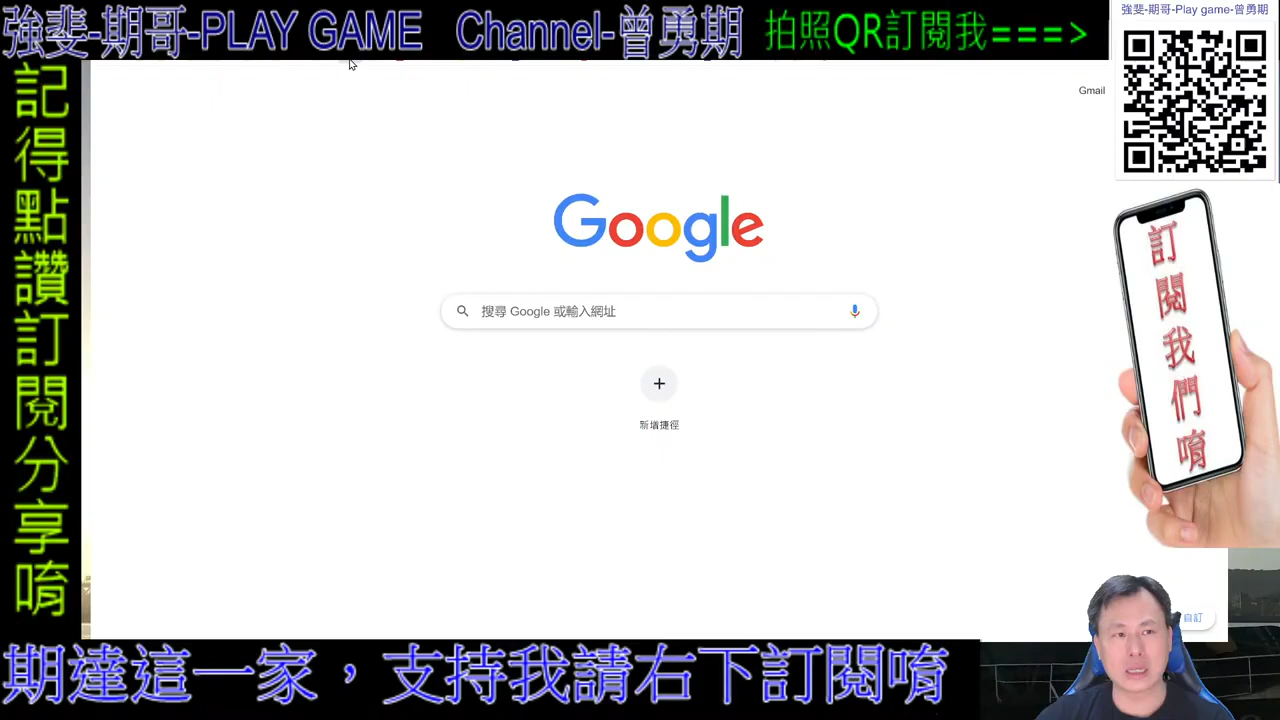 強斐-期哥-PLAY GAME Channel-曾勇期
拍照QR訂閱我===>
強斐-期哥-Play game-曾勇期
記得點讚訂閱分享唷
Gmail
Google
搜尋 Google 或輸入網址
新增捷徑
訂閱我們唷
自訂
期達這一家，支持我請右下訂閱唷